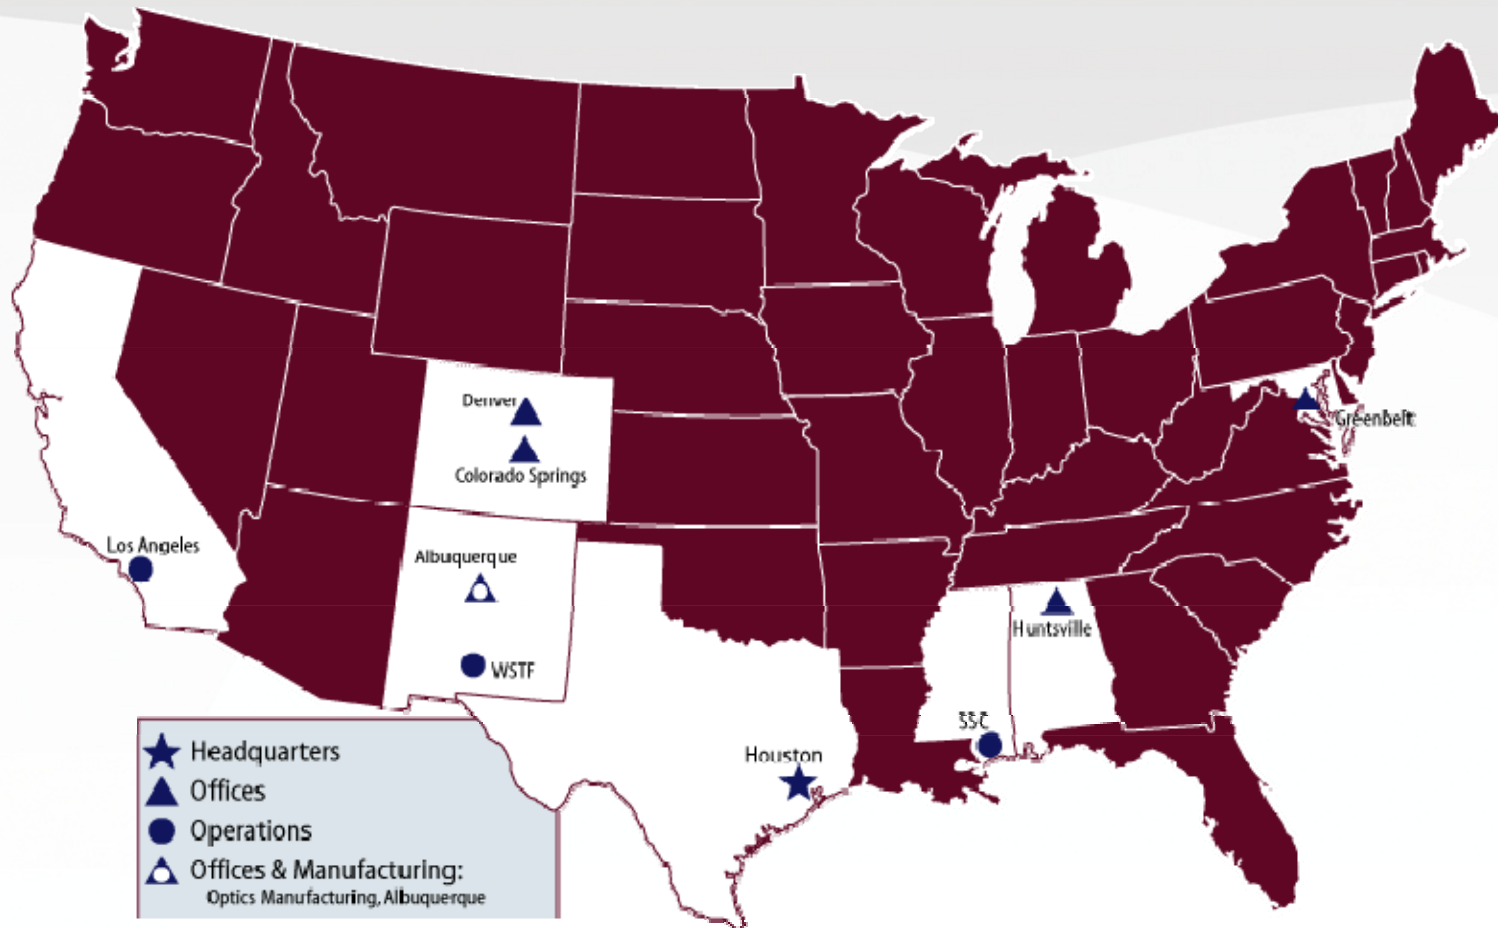 Denver
Colorado Springs
Greenbelt
Los Angeles
Albuquerque
WSTF
Huntsville
SSC
Houston
Headquarters
Offices
Operations
Offices & Manufacturing:
Optics Manufacturing, Albuquerque